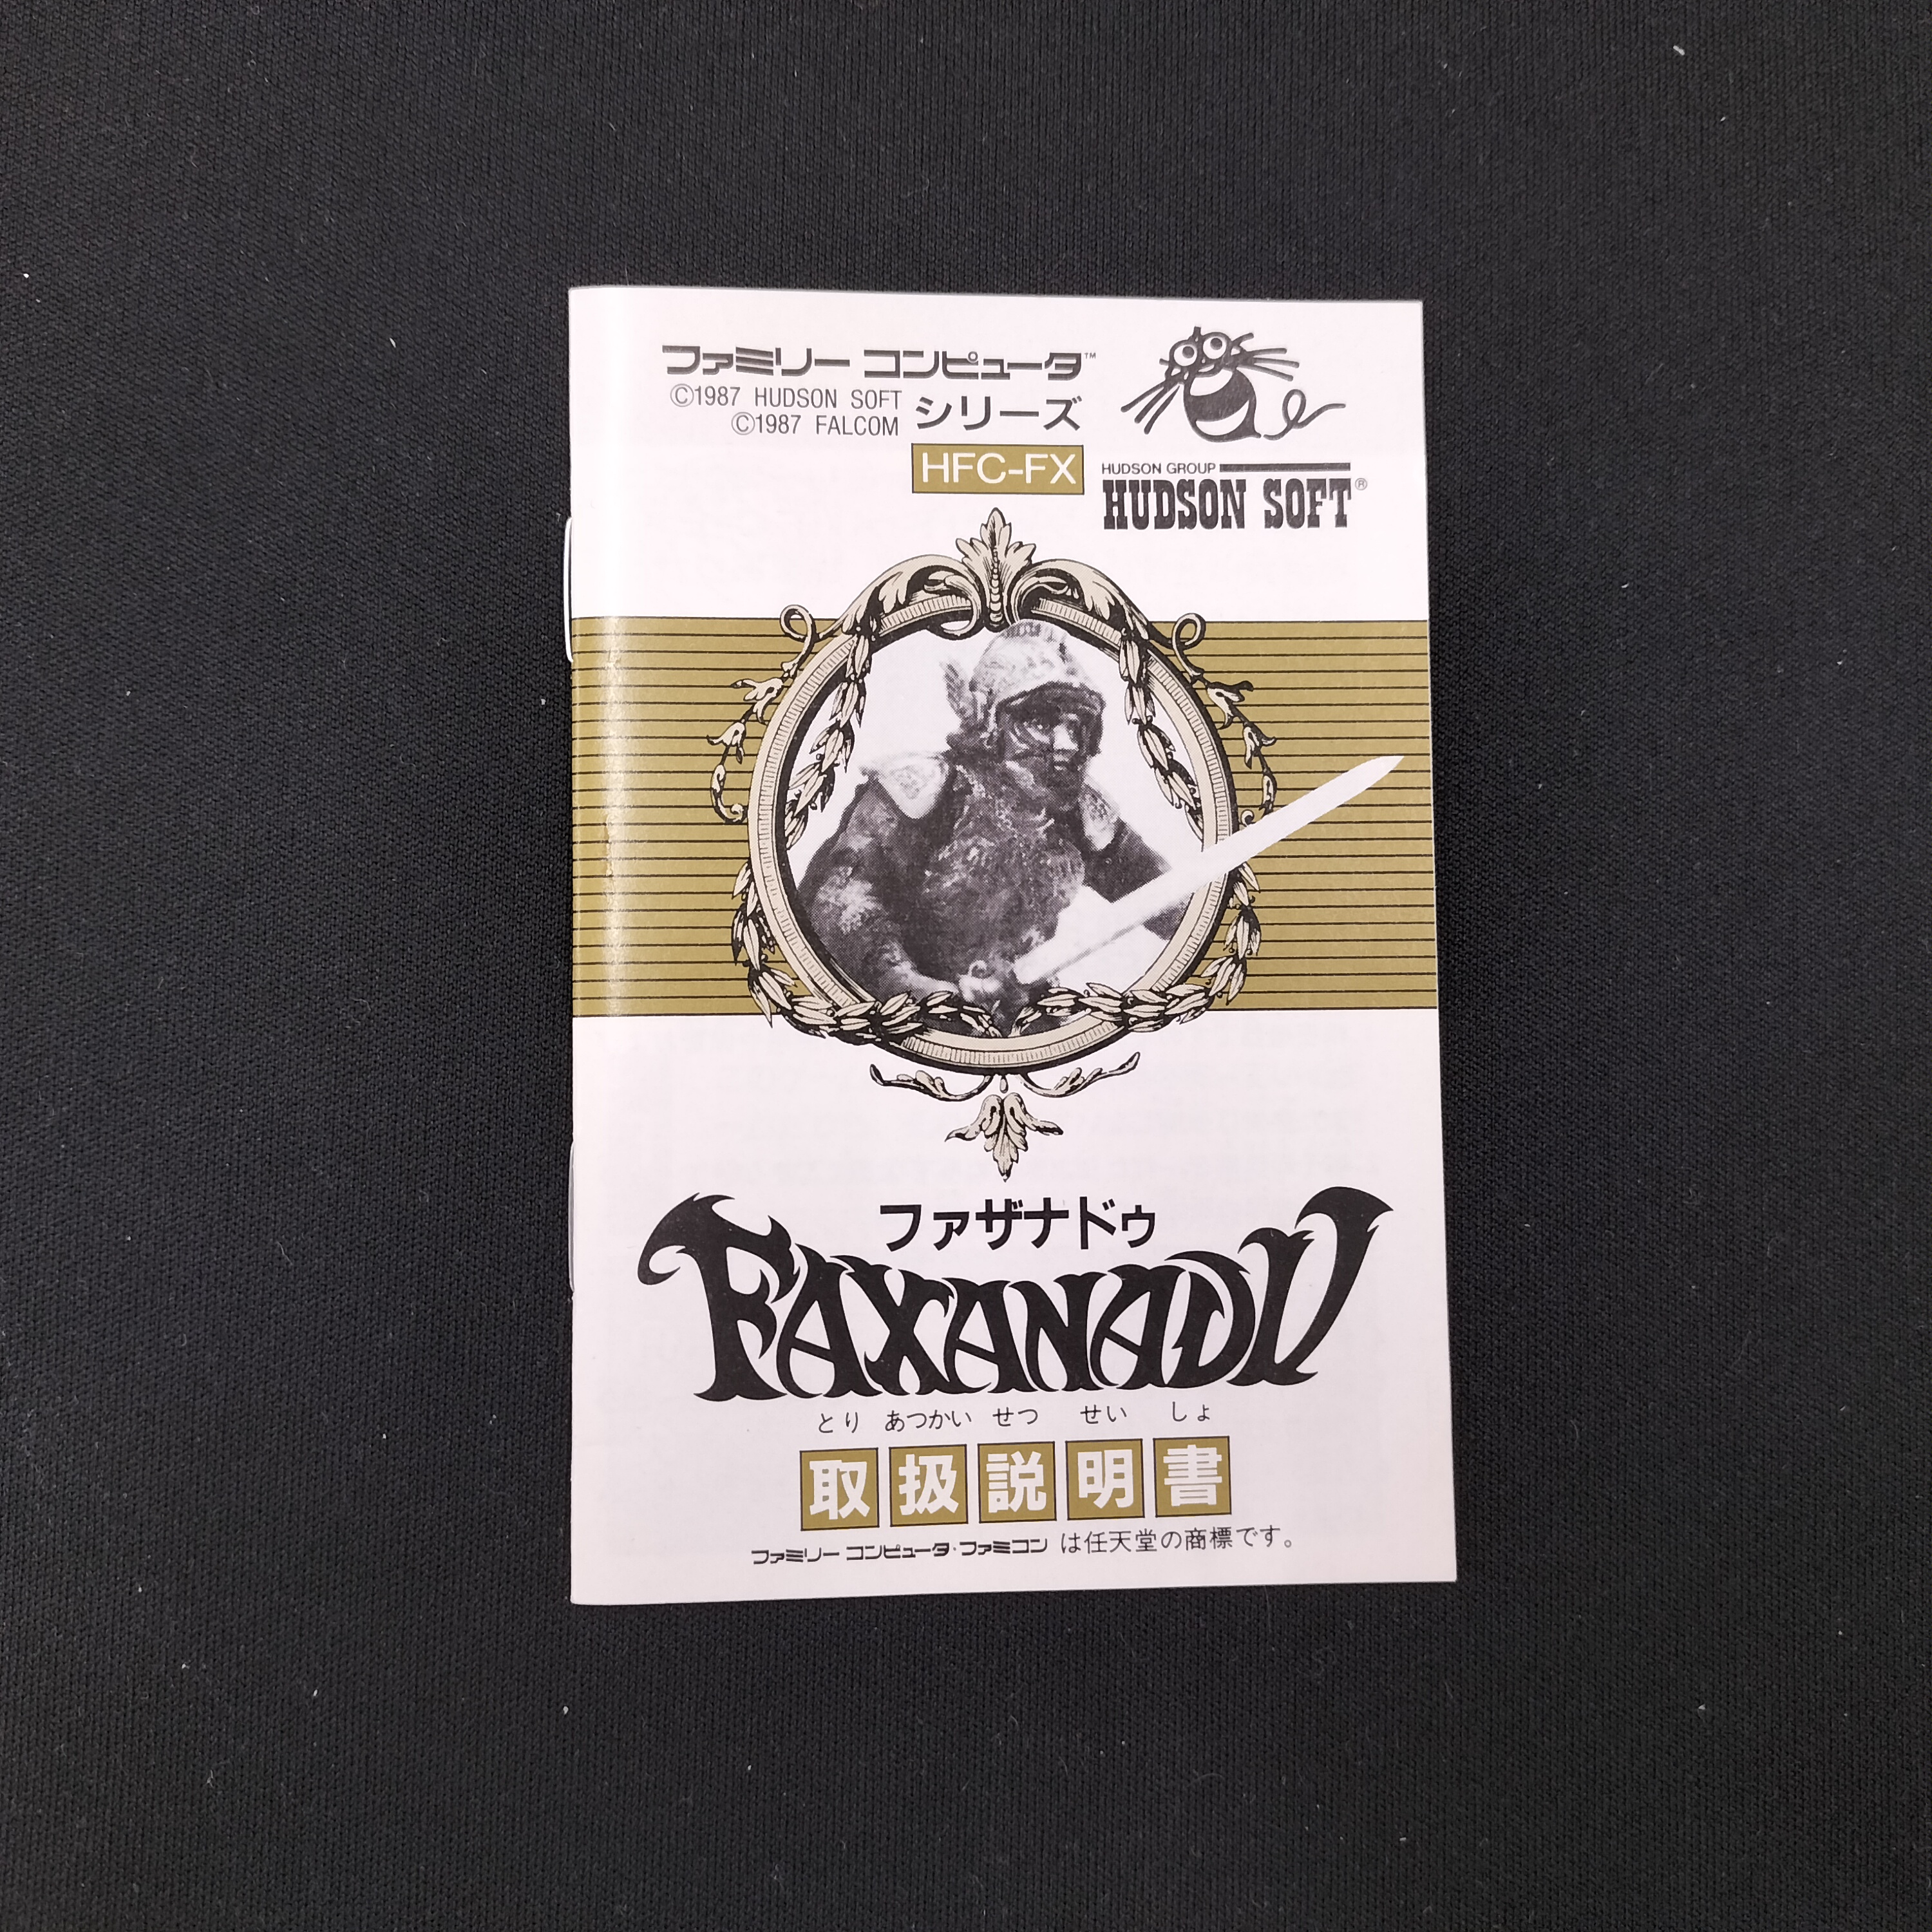 ファミリー コンピュータ™
©1987 HUDSON SOFT シリーズ
©1987 FALCOM
HFC-FX
HUDSON GROUP
HUDSON SOFT®
ファザナドゥ
FAXANADU
とり あつかい せつ せい しょ
取扱説明書
ファミリー コンピュータ・ファミコン は任天堂の商標です。